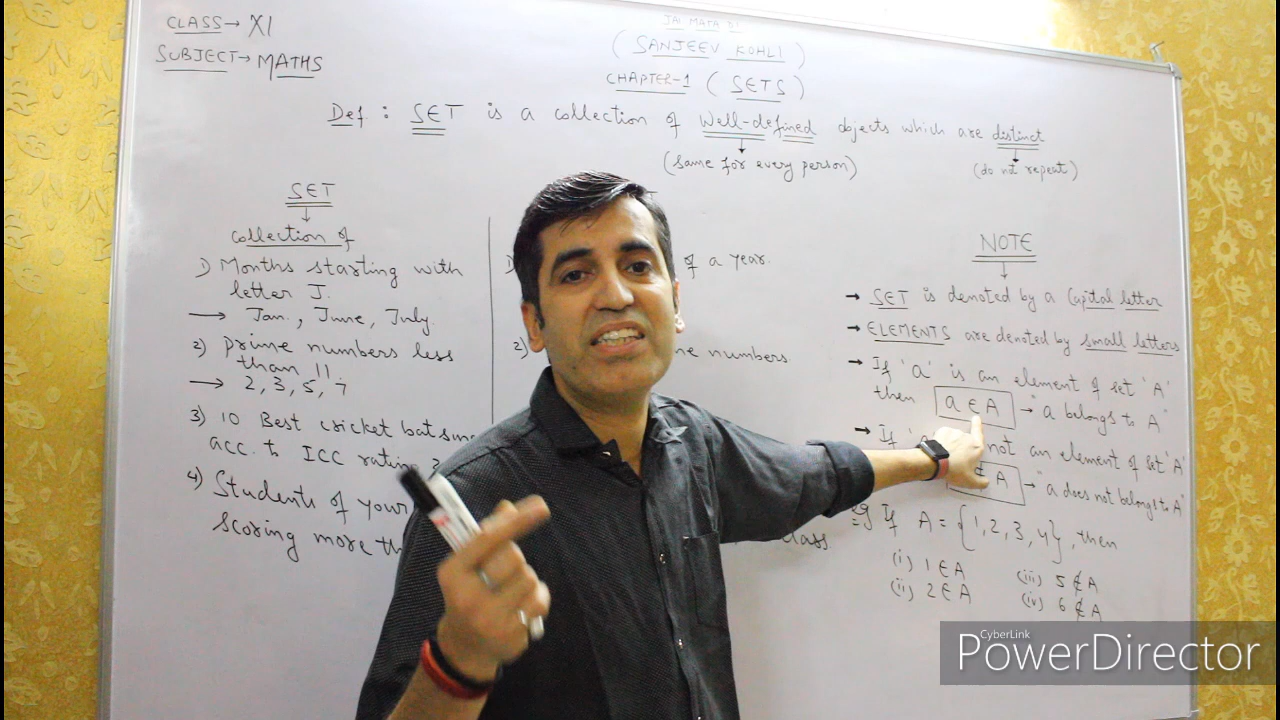 CLASS → XI
SUBJECT → MATHS
JAI MATA DI
(SANJEEV KOHLI)
CHAPTER-1 (SETS)
Def : SET is a collection of Well-defined objects which are distinct
(same for every person)
(do not repeat)
SET
↓
collection of
1) Months starting with
letter J.
→ Jan., June, July.
2) prime numbers less
than 11
→ 2, 3, 5, 7
3) 10 Best cricket batsm
acc. to ICC rating
4) Students of your
scoring more th
1)
of a year.
2)
me numbers
class
NOTE
↓
→ SET is denoted by a Capital letter
→ ELEMENTS are denoted by small letters
→ If 'a' is an element of set 'A'
then a ∈ A → "a belongs to A"
→ If ' not an element of set 'A'
∉ A → "a does not belongs to A"
eg If A = {1, 2, 3, 4}, then
(i) 1 ∈ A
(ii) 2 ∈ A
(iii) 5 ∉ A
(iv) 6 ∉ A
CyberLink
PowerDirector